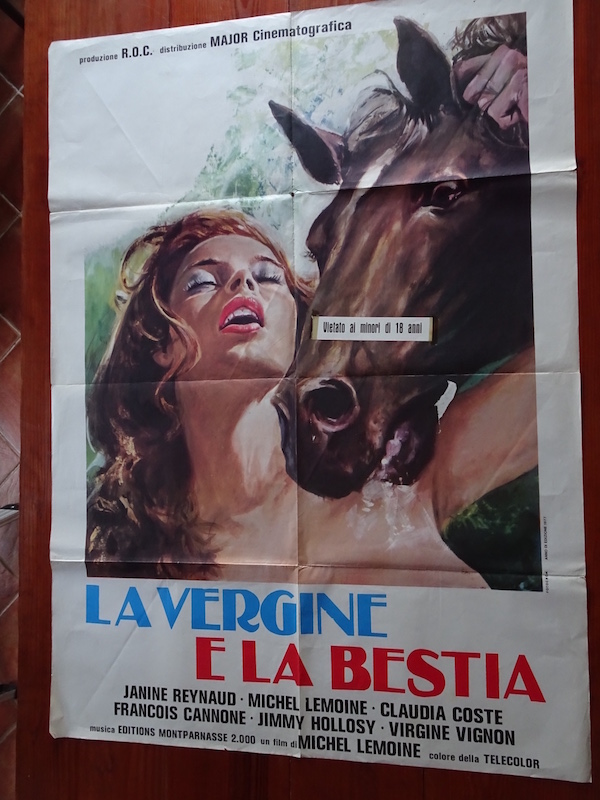 produzione R.O.C. distribuzione MAJOR Cinematografica
Vietato ai minori di 18 anni
LA VERGINE
E LA BESTIA
JANINE REYNAUD · MICHEL LEMOINE · CLAUDIA COSTE
FRANCOIS CANNONE · JIMMY HOLLOSY · VIRGINE VIGNON
musica EDITIONS MONTPARNASSE 2.000 un film di MICHEL LEMOINE colore della TELECOLOR